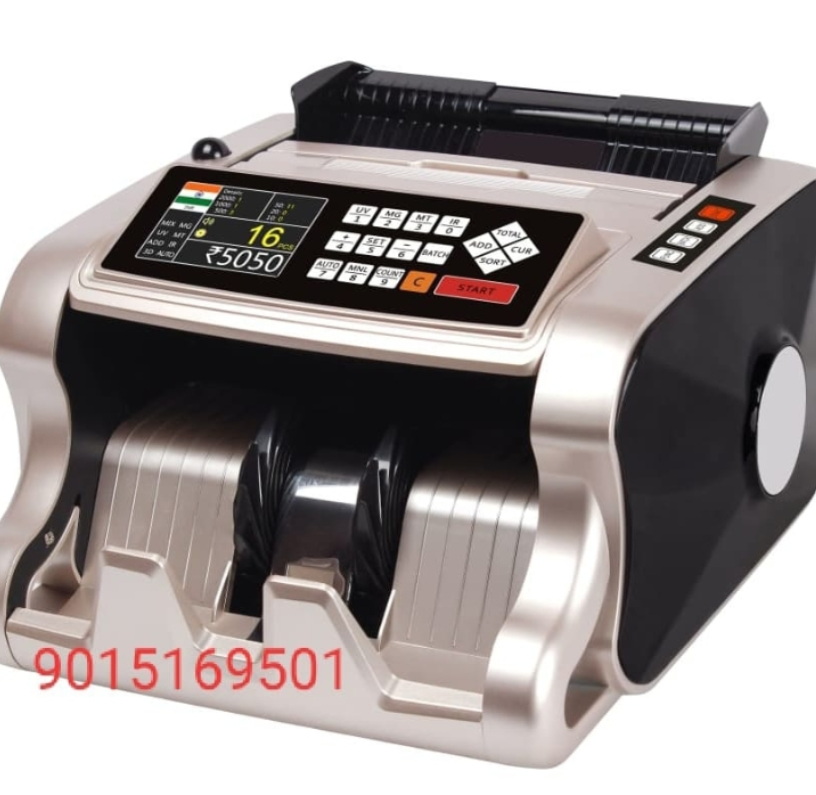 Details
2000: 1
1000: 1
500: 3
50: 11
20: 0
10: 0
MIX MG
UV MT
ADD IR
3D AUTO
16 PCS
₹5050
UV MG MT IR
1 2 3 0
+ SET - BATCH
4 5 6
AUTO MNL COUNT C START
7 8 9
TOTAL
ADD CUR
SORT
9015169501